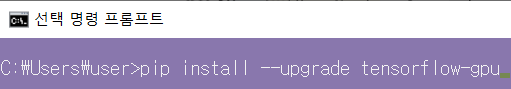 선택 명령 프롬프트
C:₩Users₩user>pip install --upgrade tensorflow-gpu